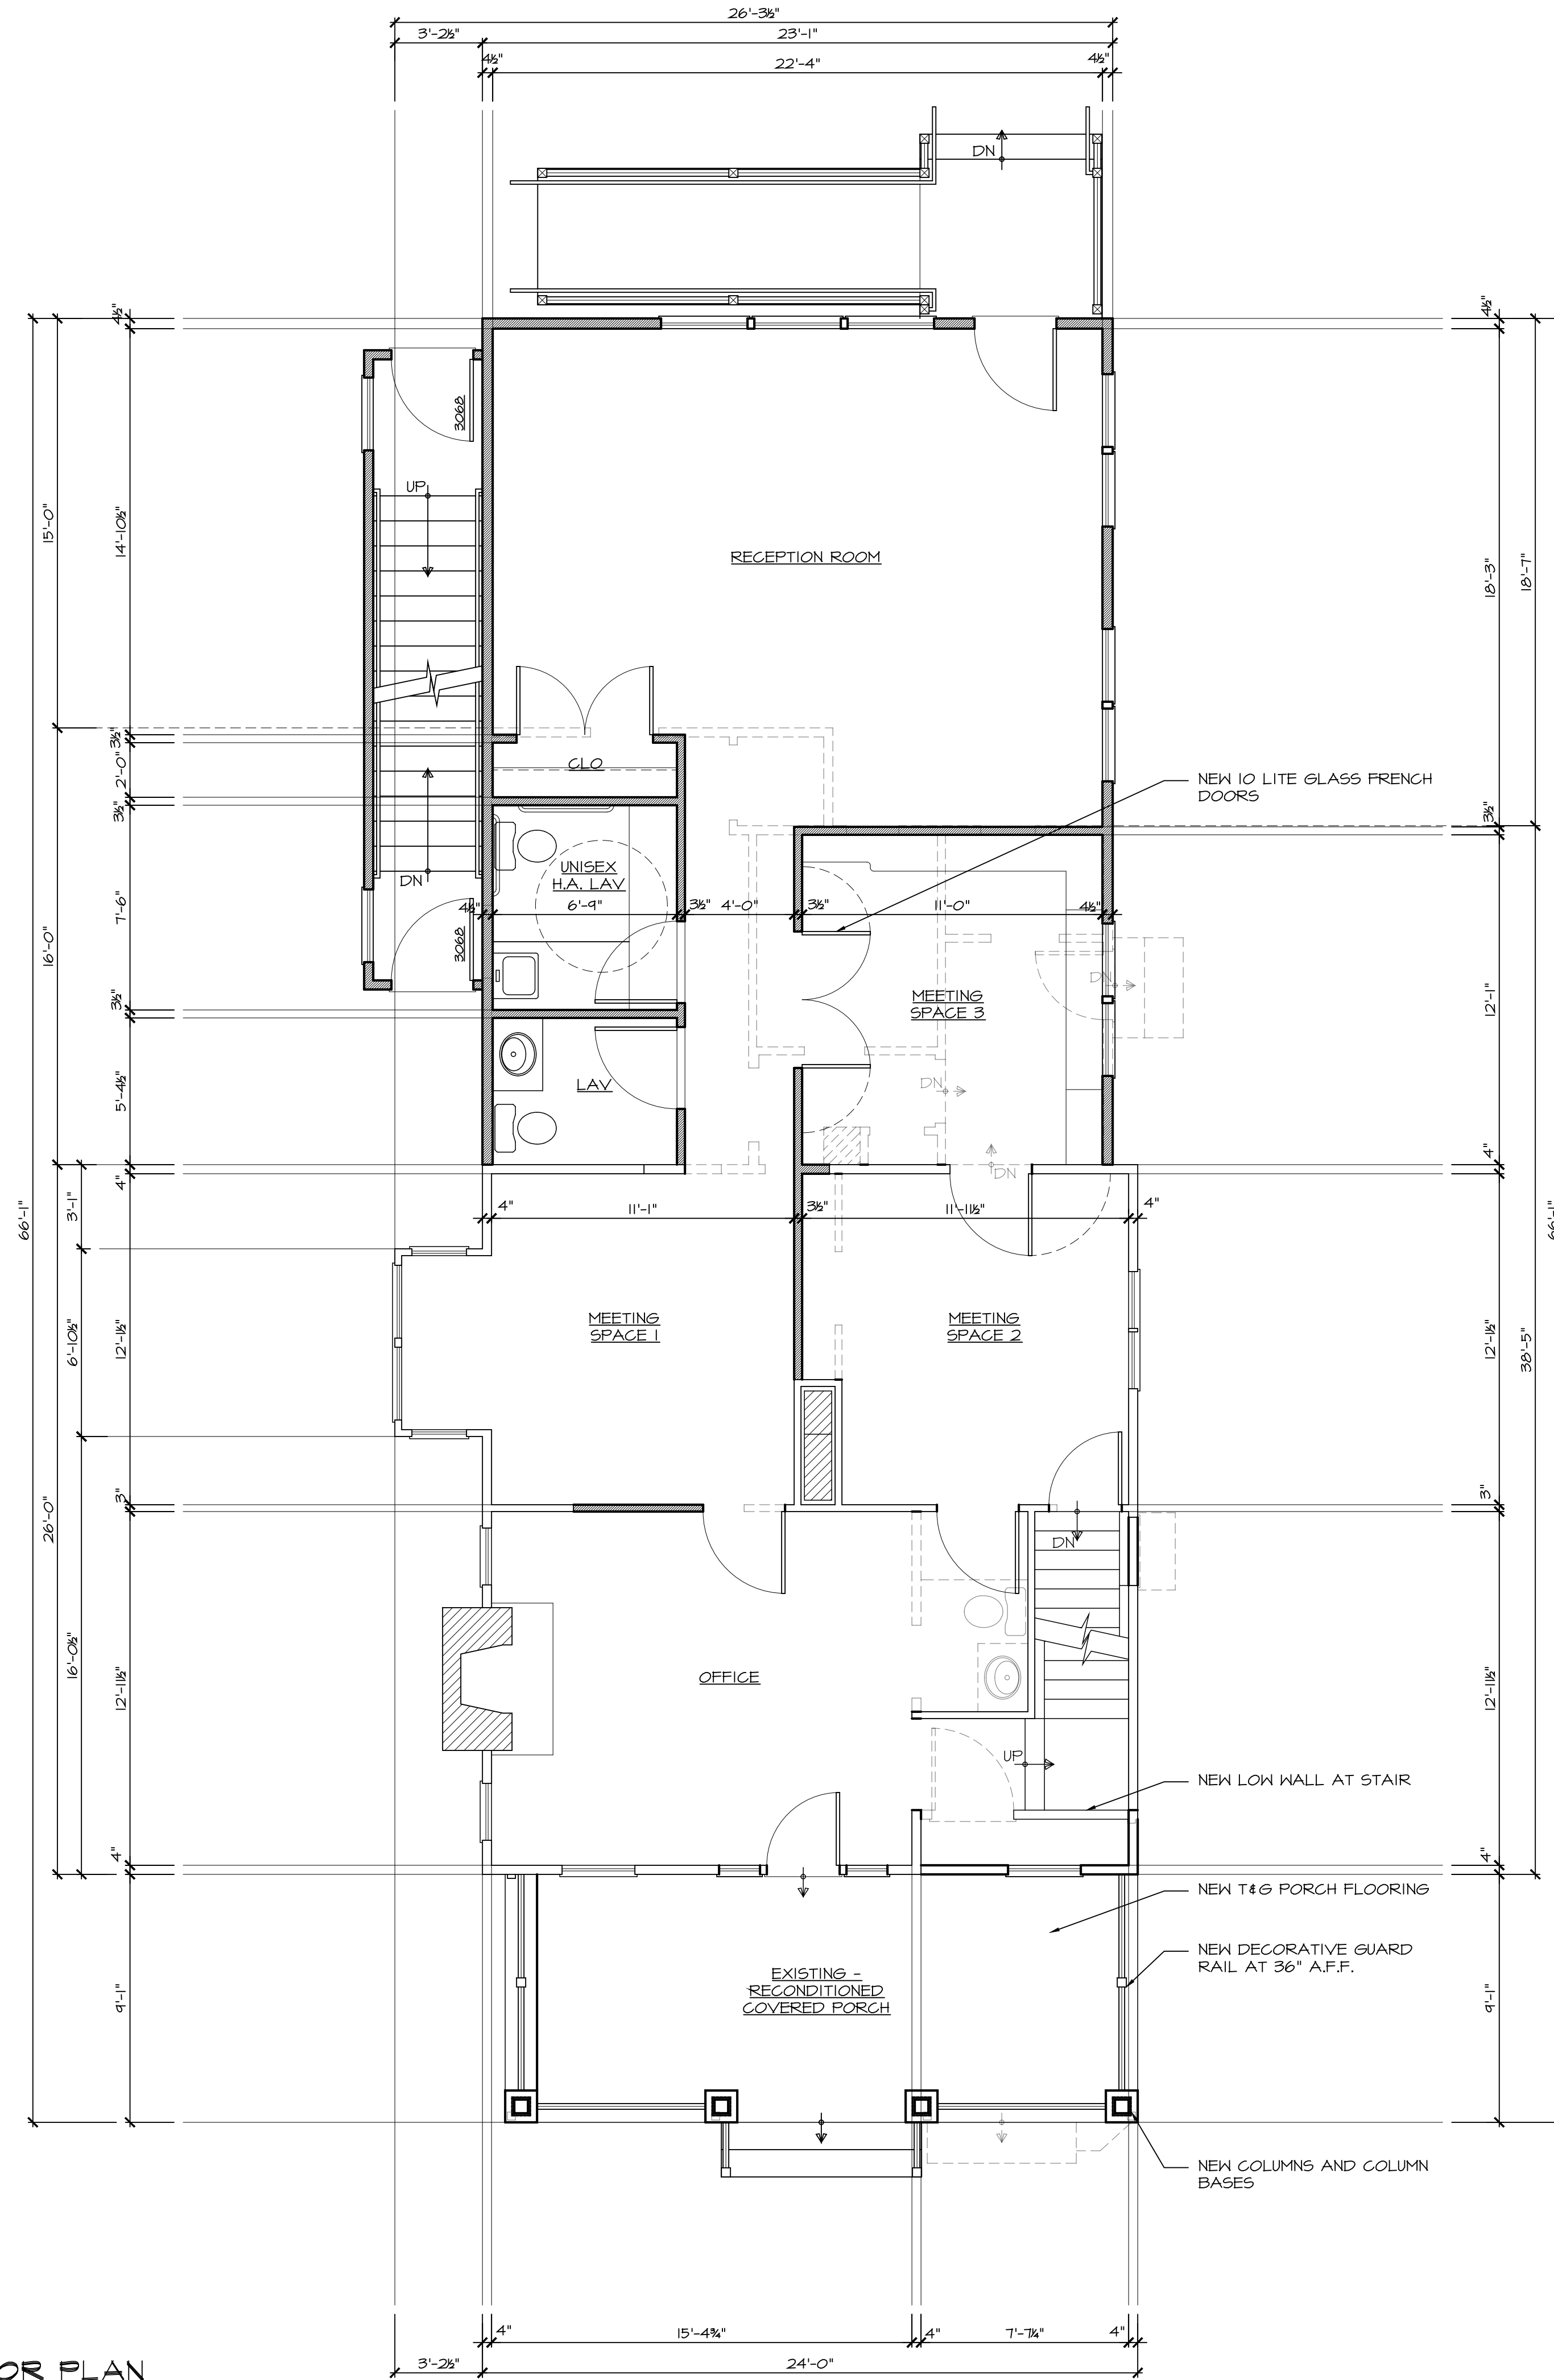 26'-3½"
3'-2½"
23'-1"
4½"
22'-4"
4½"
DN
4½"
4½"
3068
UP
15'-0"
14'-10½"
RECEPTION ROOM
18'-3"
18'-7"
3½"
CLO
2'-0"
NEW 10 LITE GLASS FRENCH
DOORS
3½"
3½"
UNISEX
H.A. LAV
DN
7'-6"
4½"
6'-9"
3½"
4'-0"
3½"
11'-0"
4½"
3068
16'-0"
DN
MEETING
SPACE 3
12'-1"
3½"
LAV
DN
5'-4½"
DN
4"
4"
66'-1"
3'-1"
4"
11'-1"
3½"
11'-11½"
4"
66'-1"
MEETING
SPACE 1
MEETING
SPACE 2
6'-10½"
12'-1½"
12'-1½"
38'-5"
3"
3"
26'-0"
DN
16'-0½"
12'-11½"
OFFICE
12'-11½"
UP
NEW LOW WALL AT STAIR
4"
4"
NEW T&G PORCH FLOORING
NEW DECORATIVE GUARD
RAIL AT 36" A.F.F.
EXISTING -
RECONDITIONED
COVERED PORCH
9'-1"
9'-1"
NEW COLUMNS AND COLUMN
BASES
4"
15'-4¾"
4"
7'-7¼"
4"
3'-2½"
24'-0"
PLAN